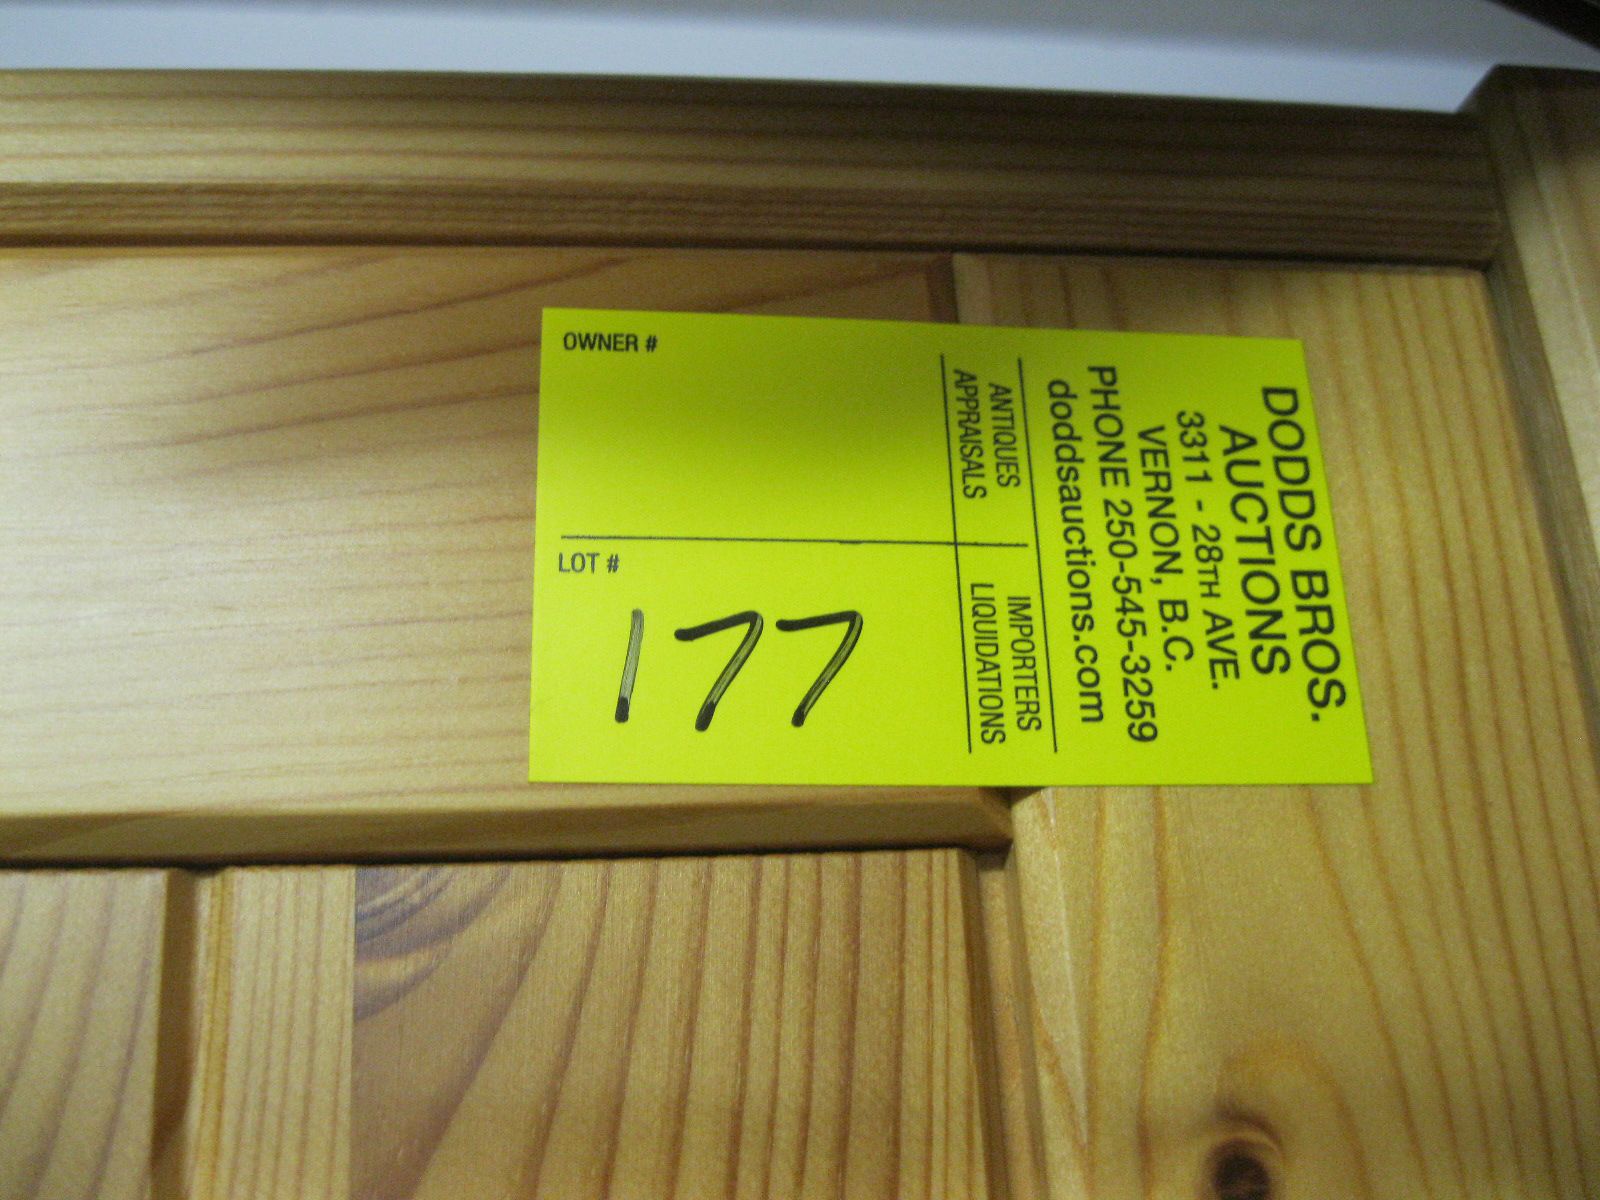 DODDS BROS.
AUCTIONS
3311 - 28TH AVE.
VERNON, B.C.
PHONE 250-545-3259
doddsauctions.com
ANTIQUES
APPRAISALS
IMPORTERS
LIQUIDATIONS
OWNER #
LOT #
177